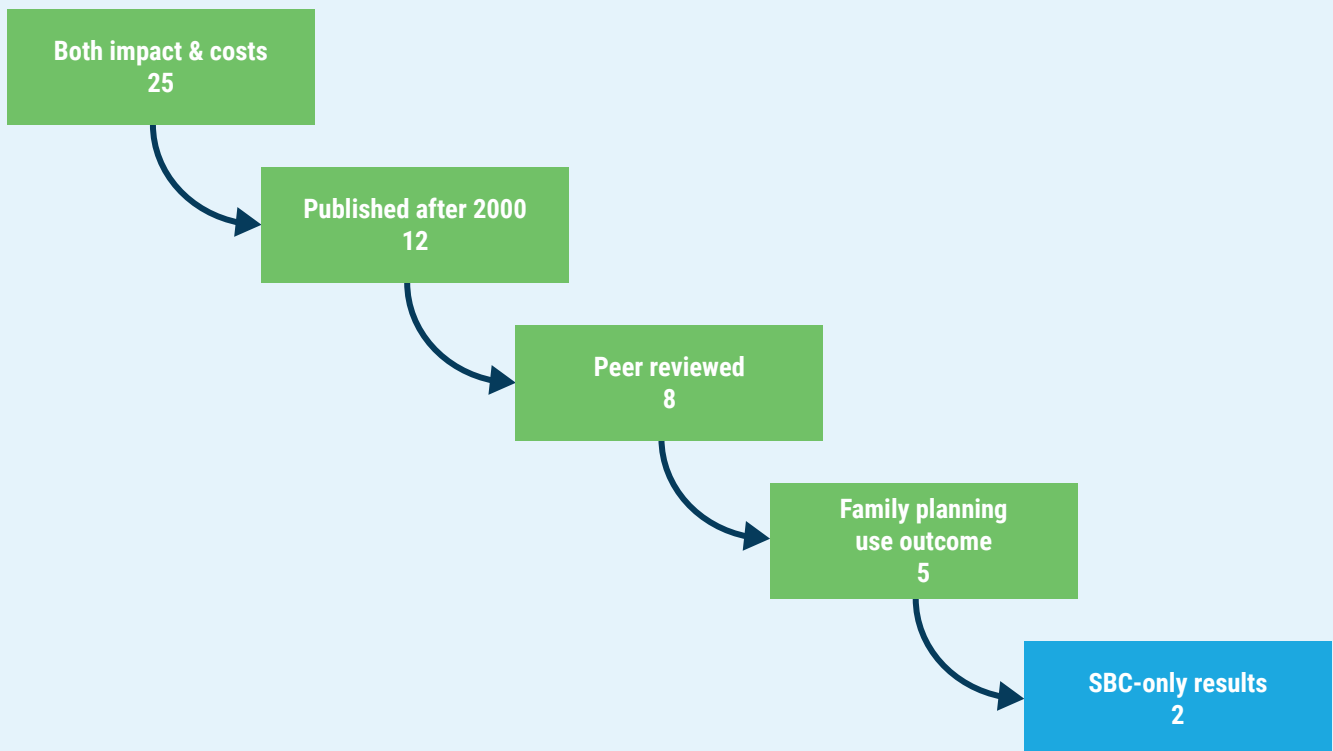 Both impact & costs
25
Published after 2000
12
Peer reviewed
8
Family planning
use outcome
5
SBC-only results
2